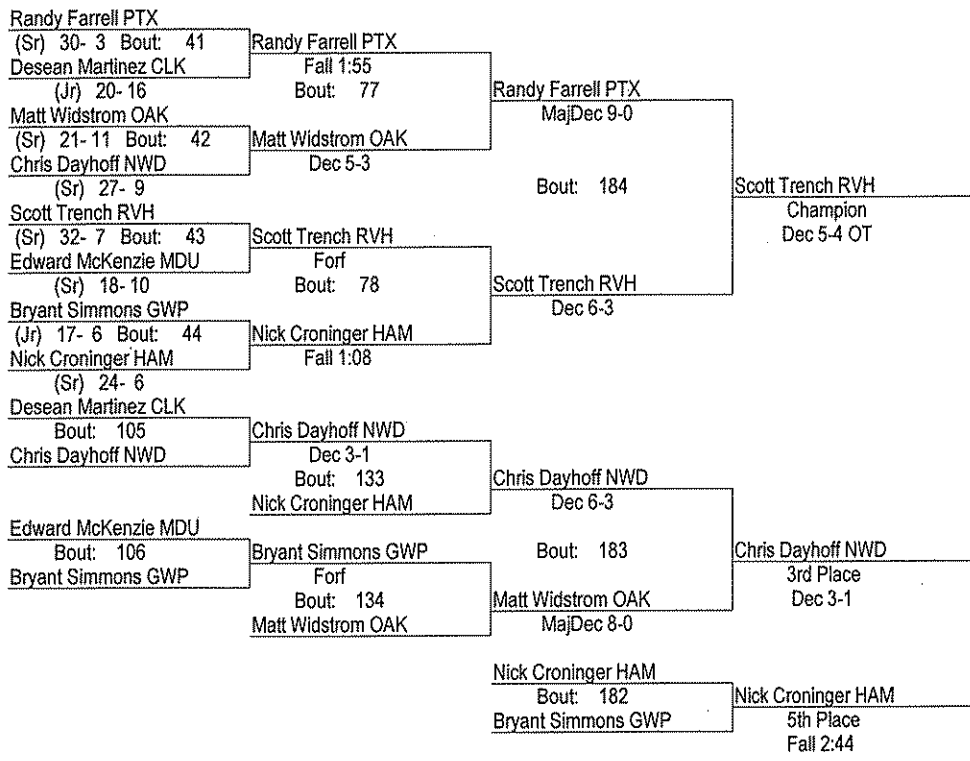 Randy Farrell PTX
(Sr) 30- 3 Bout: 41
Desean Martinez CLK
(Jr) 20- 16
Matt Widstrom OAK
(Sr) 21- 11 Bout: 42
Chris Dayhoff NWD
(Sr) 27- 9
Scott Trench RVH
(Sr) 32- 7 Bout: 43
Edward McKenzie MDU
(Sr) 18- 10
Bryant Simmons GWP
(Jr) 17- 6 Bout: 44
Nick Croninger HAM
(Sr) 24- 6
Randy Farrell PTX
Fall 1:55
Bout: 77
Matt Widstrom OAK
Dec 5-3
Scott Trench RVH
Forf
Bout: 78
Nick Croninger HAM
Fall 1:08
Randy Farrell PTX
MajDec 9-0
Bout: 184
Scott Trench RVH
Dec 6-3
Scott Trench RVH
Champion
Dec 5-4 OT
Desean Martinez CLK
Bout: 105
Chris Dayhoff NWD
Edward McKenzie MDU
Bout: 106
Bryant Simmons GWP
Chris Dayhoff NWD
Dec 3-1
Bout: 133
Nick Croninger HAM
Bryant Simmons GWP
Forf
Bout: 134
Matt Widstrom OAK
Chris Dayhoff NWD
Dec 6-3
Bout: 183
Matt Widstrom OAK
MajDec 8-0
Chris Dayhoff NWD
3rd Place
Dec 3-1
Nick Croninger HAM
Bout: 182
Bryant Simmons GWP
Nick Croninger HAM
5th Place
Fall 2:44